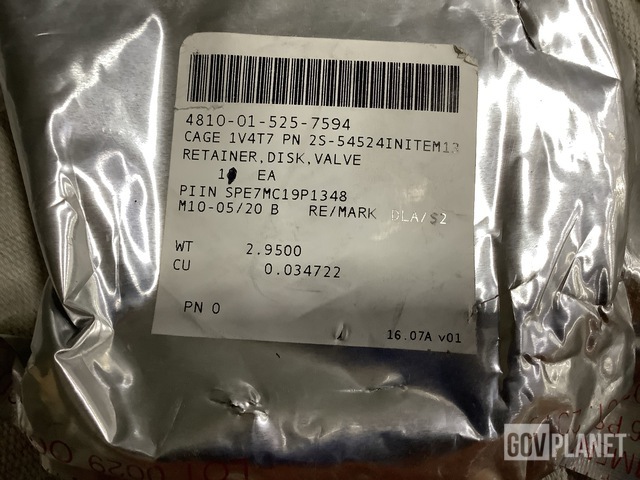 4810-01-525-7594
CAGE 1V4T7 PN 2S-54524INITEM13
RETAINER,DISK,VALVE
EA
PIIN SPE7MC19P1348
M10-05/20 B RE/MARK DLA/S2
WT 2.9500
CU 0.034722
PN 0
16.07A v01
GOVPLANET